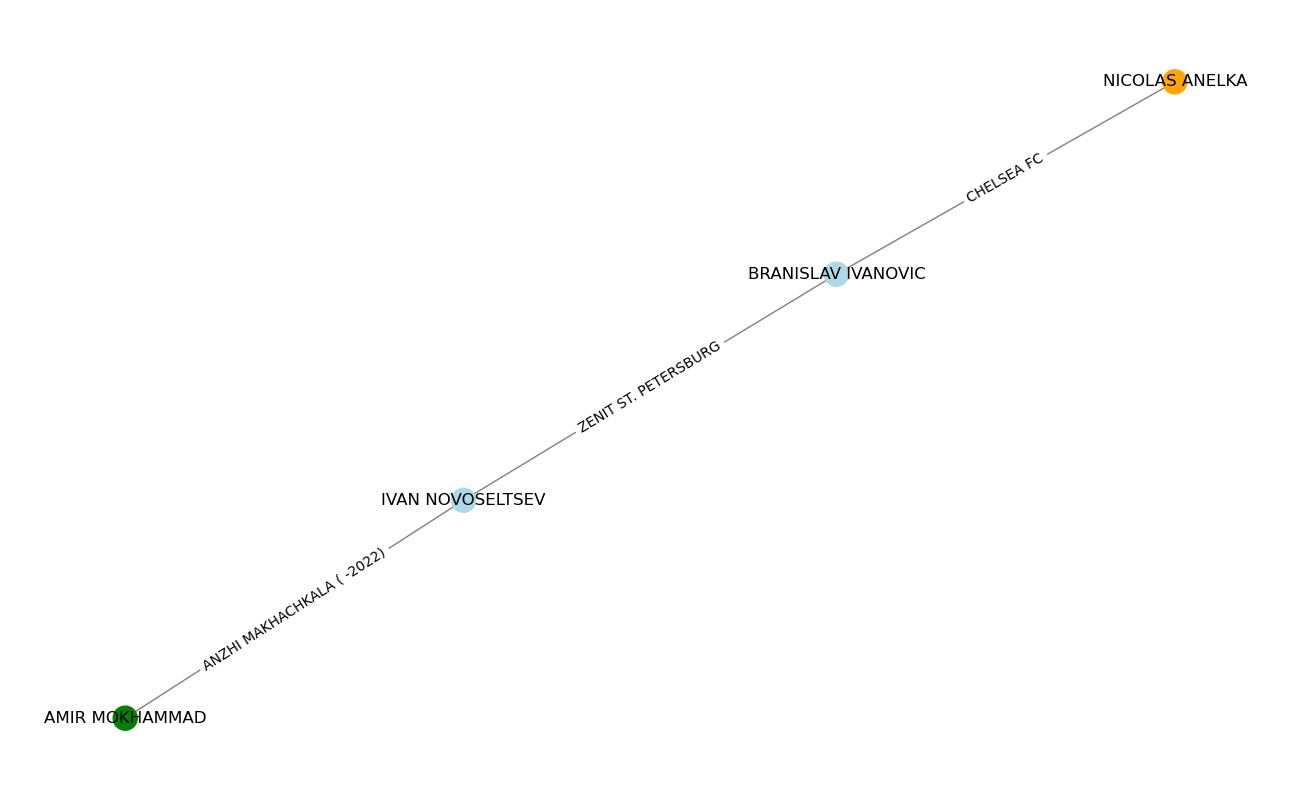 NICOLAS ANELKA
CHELSEA FC
BRANISLAV IVANOVIC
ZENIT ST. PETERSBURG
IVAN NOVOSELTSEV
ANZHI MAKHACHKALA ( -2022)
AMIR MOKHAMMAD